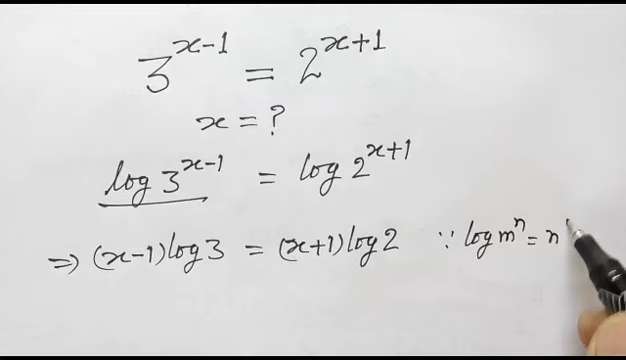 3^{x-1} = 2^{x+1}
x = ?
log 3^{x-1} = log 2^{x+1}
⇒ (x-1) log 3 = (x+1) log 2 ∵ log m^n = n